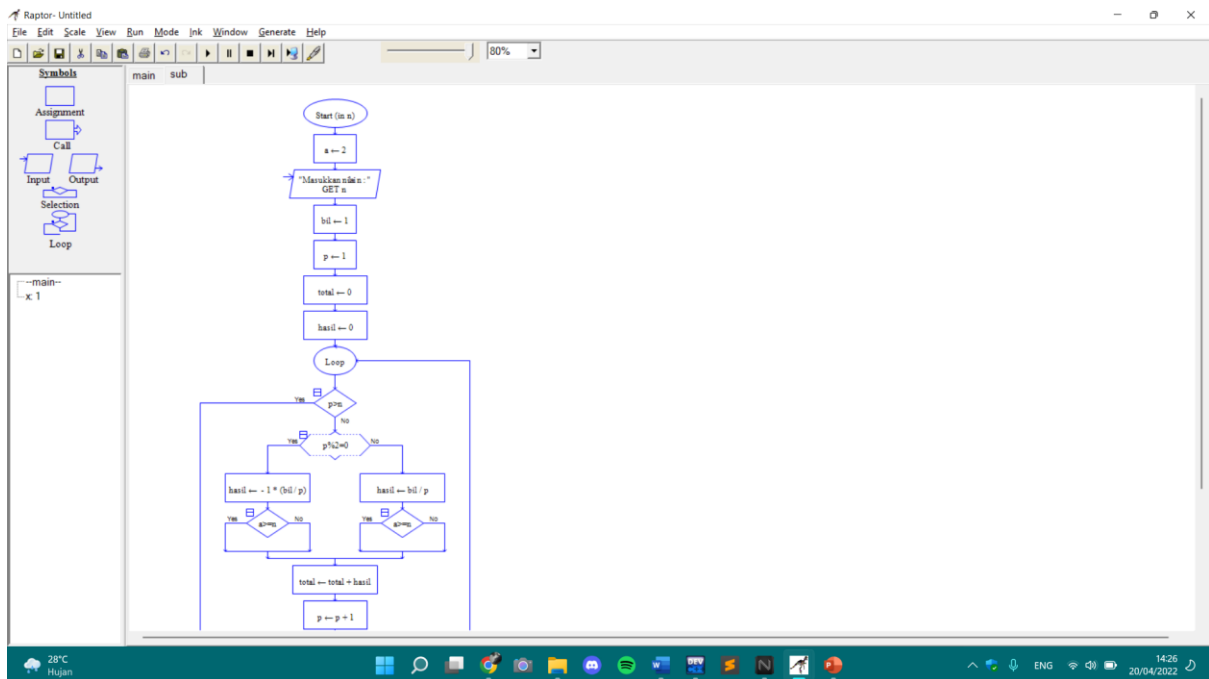 Raptor- Untitled
File Edit Scale View Run Mode Ink Window Generate Help
80%
Symbols
Assignment
Call
Input Output
Selection
Loop
--main--
x: 1
main sub
Start (in n)
a ← 2
"Masukkan nilai n : "
GET n
bil ← 1
p ← 1
total ← 0
hasil ← 0
Loop
Yes p>n
No
Yes p%2=0 No
hasil ← - 1 * (bil / p) hasil ← bil / p
Yes a>=n No Yes a>=n No
total ← total + hasil
p ← p + 1
28°C
Hujan
ENG
14:26
20/04/2022